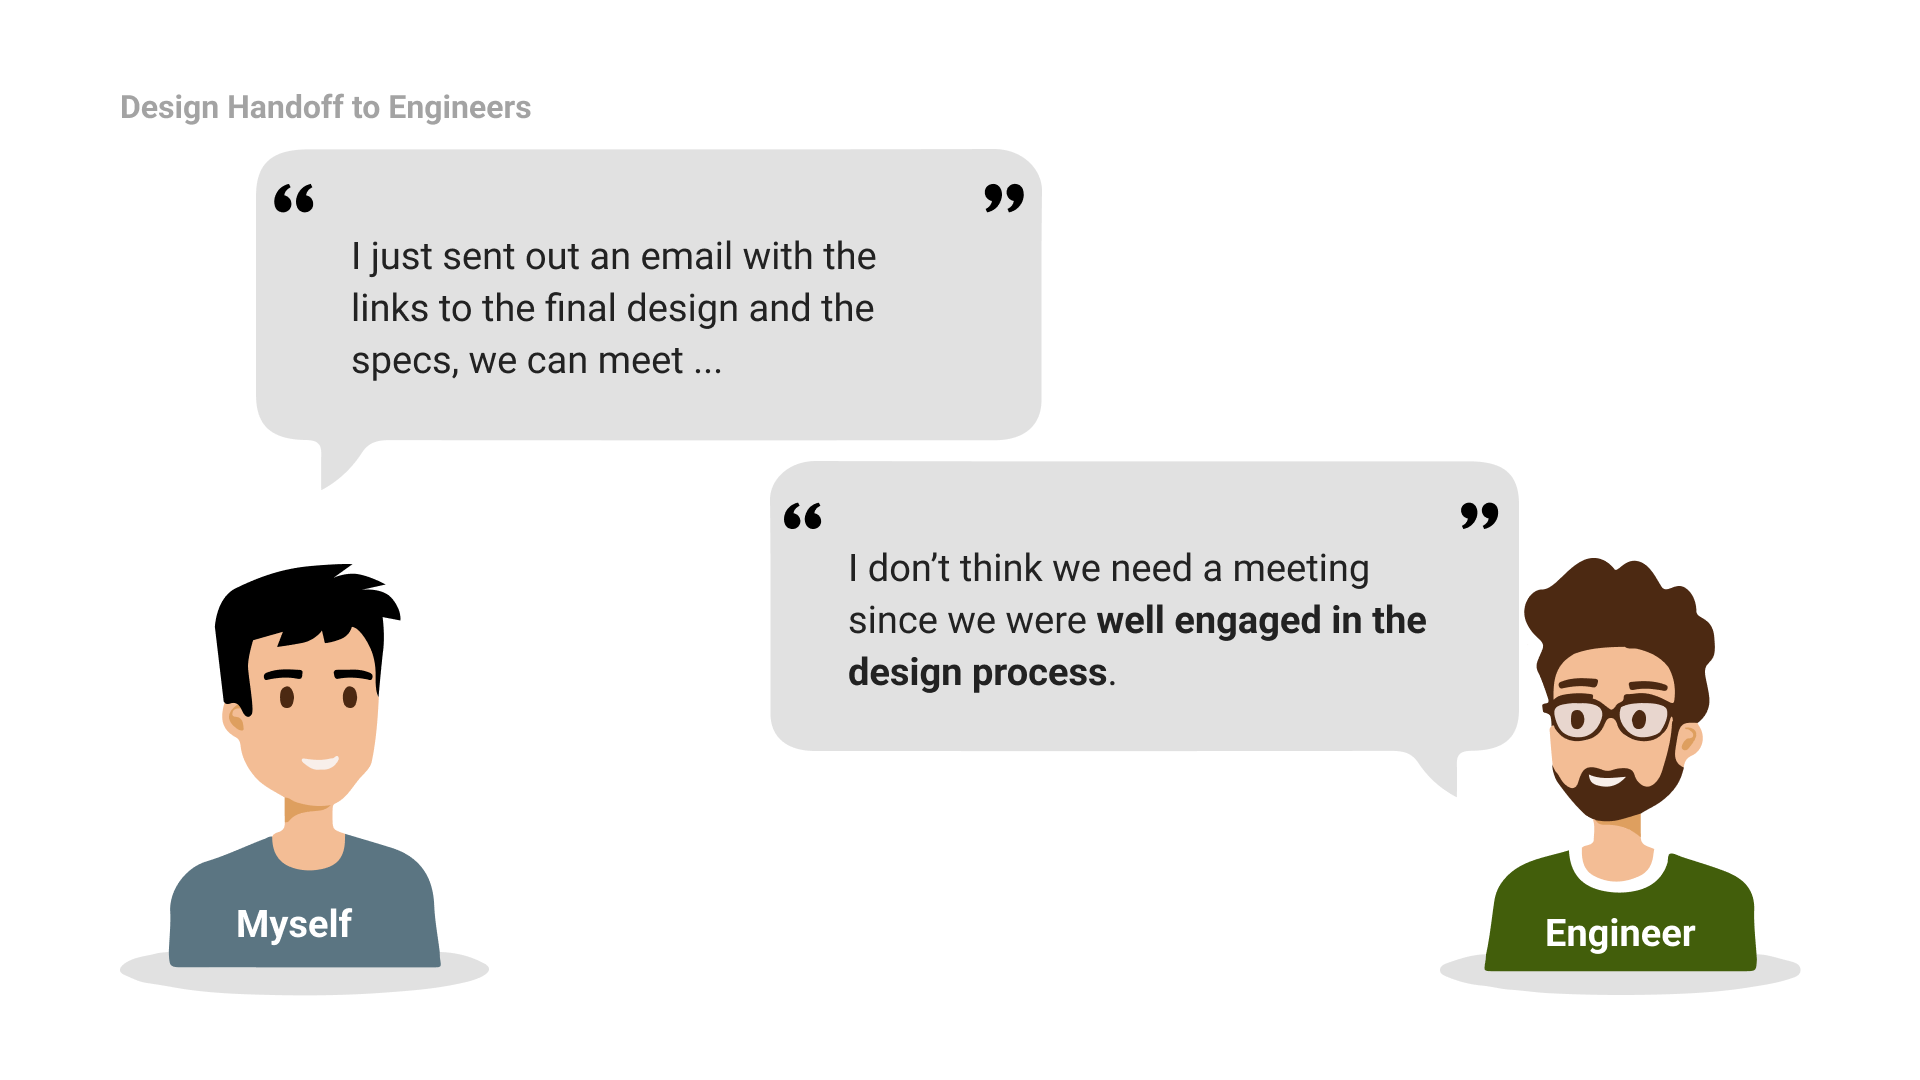 Design Handoff to Engineers
“ ”
I just sent out an email with the
links to the final design and the
specs, we can meet ...
“ ”
I don’t think we need a meeting
since we were well engaged in the
design process.
Myself
Engineer